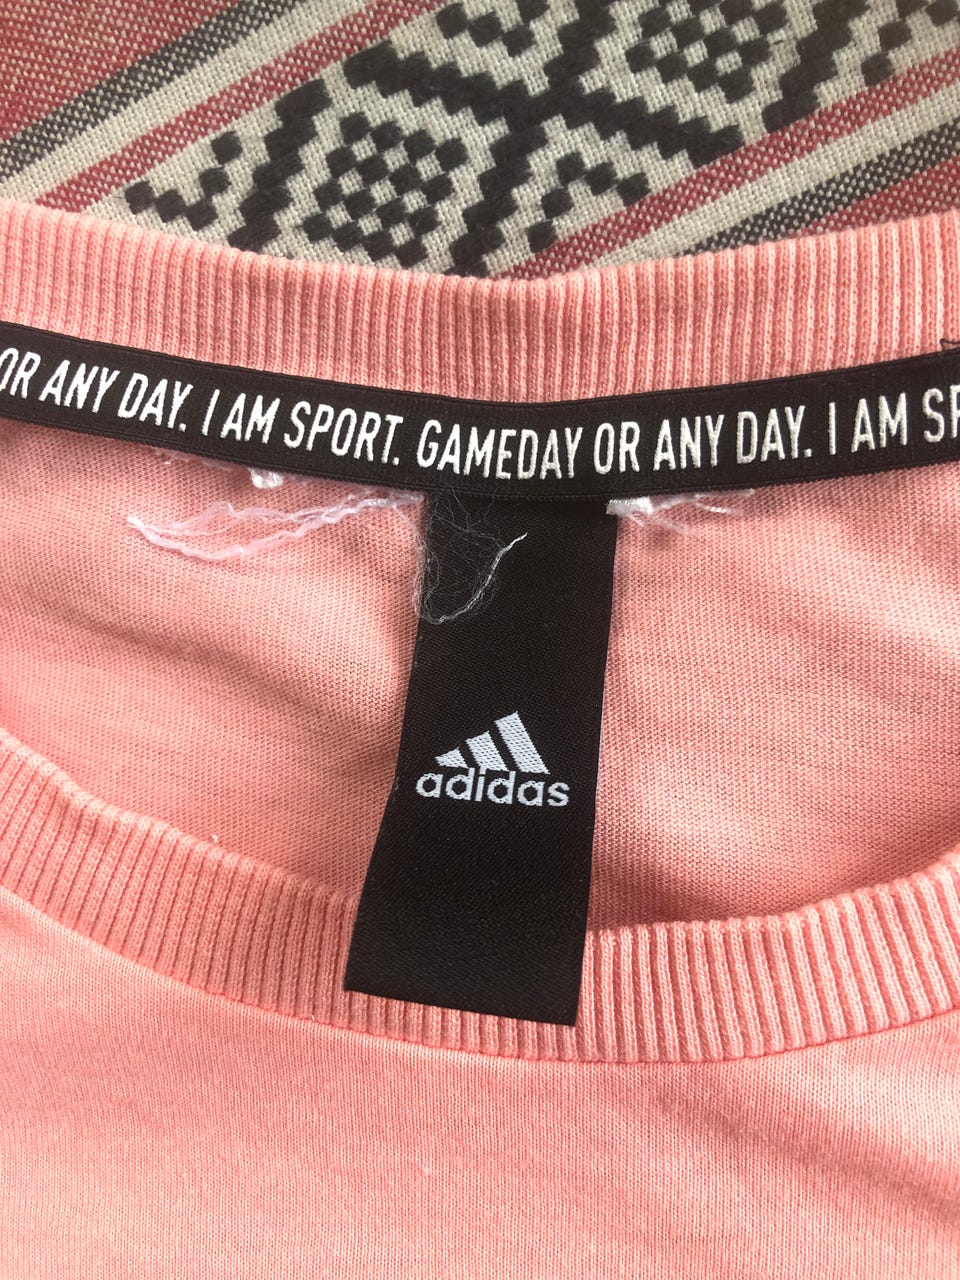 OR ANY DAY. I AM SPORT. GAMEDAY OR ANY DAY. I AM
adidas